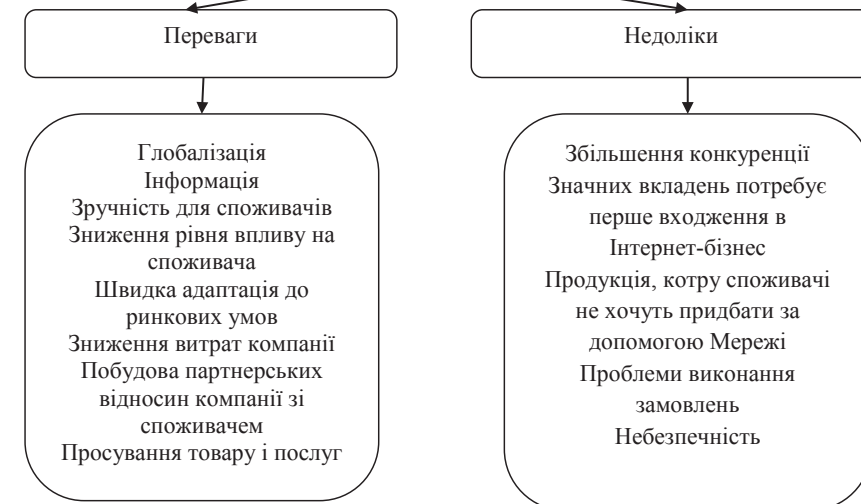 Переваги
Недоліки
Глобалізація
Інформація
Зручність для споживачів
Зниження рівня впливу на
споживача
Швидка адаптація до
ринкових умов
Зниження витрат компанії
Побудова партнерських
відносин компанії зі
споживачем
Просування товару і послуг
Збільшення конкуренції
Значних вкладень потребує
перше входження в
Інтернет-бізнес
Продукція, котру споживачі
не хочуть придбати за
допомогою Мережі
Проблеми виконання
замовлень
Небезпечність